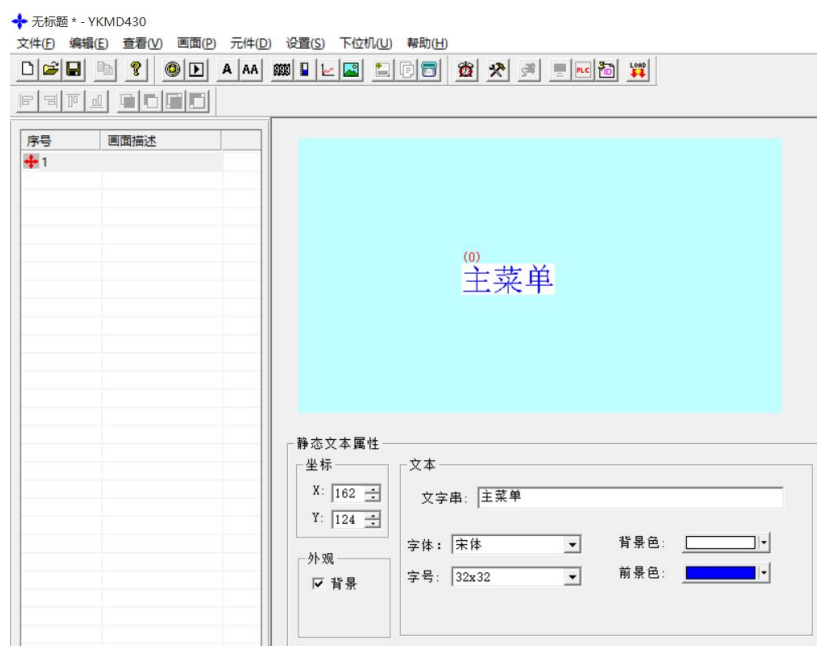 无标题 * - YKMD430
文件(F) 编辑(E) 查看(V) 画面(P) 元件(D) 设置(S) 下位机(U) 帮助(H)
A AA PLC LOAD
序号 画面描述
1
(0)
主菜单
静态文本属性
坐标 文本
X: 162 文字串: 主菜单
Y: 124
字体: 宋体 背景色:
外观
背景 字号: 32x32 前景色: